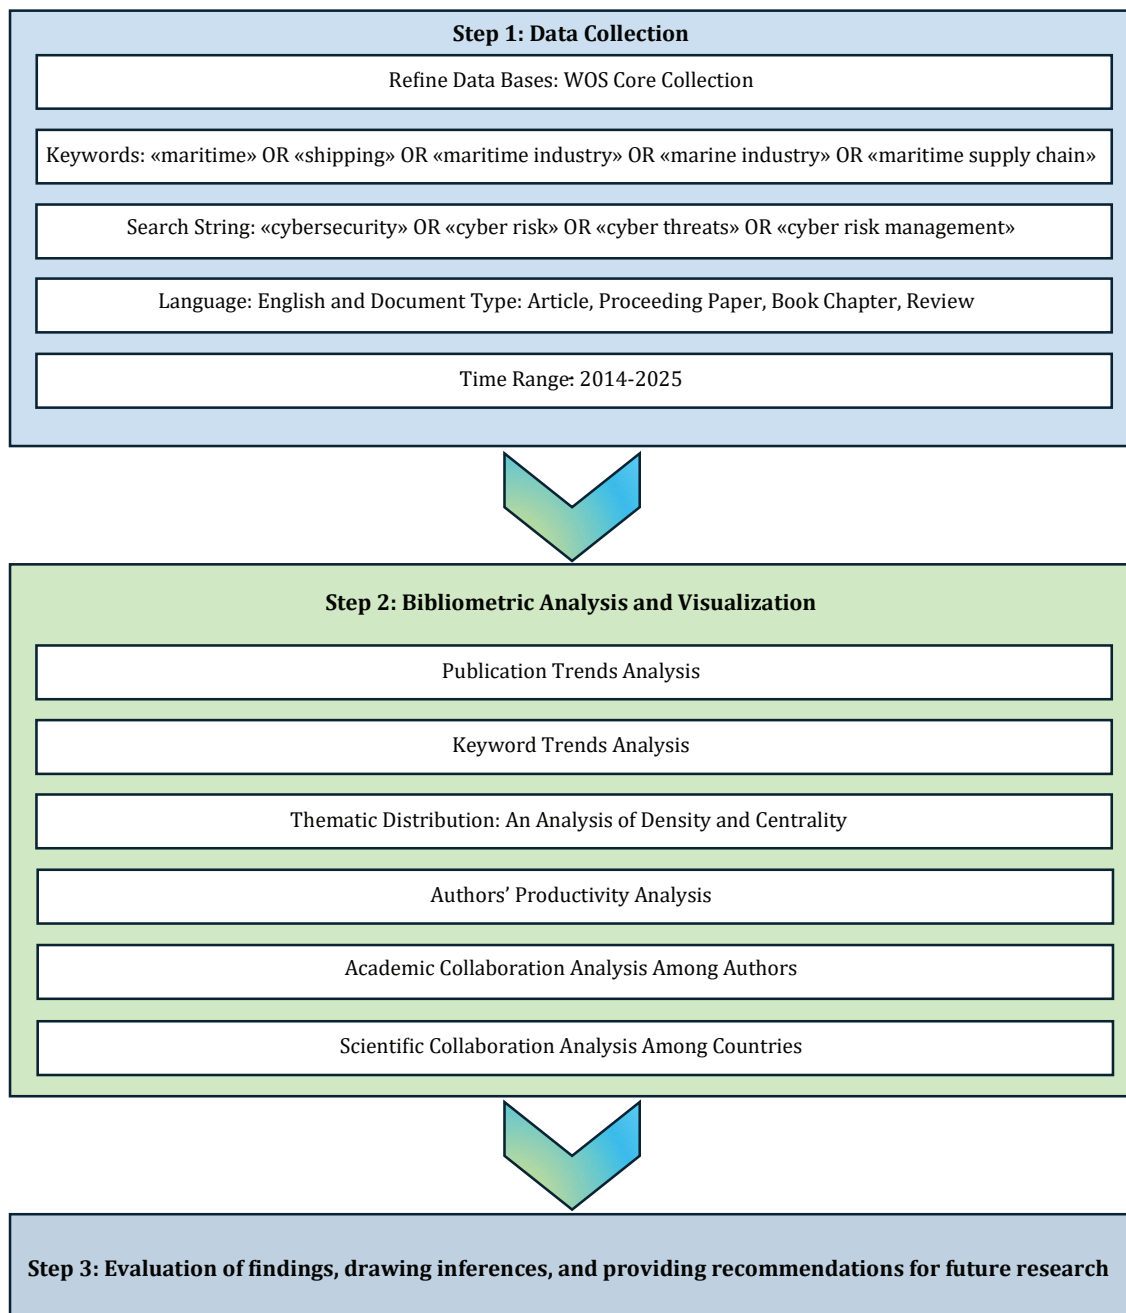 Step 1: Data Collection
Refine Data Bases: WOS Core Collection
Keywords: «maritime» OR «shipping» OR «maritime industry» OR «marine industry» OR «maritime supply chain»
Search String: «cybersecurity» OR «cyber risk» OR «cyber threats» OR «cyber risk management»
Language: English and Document Type: Article, Proceeding Paper, Book Chapter, Review
Time Range: 2014-2025
Step 2: Bibliometric Analysis and Visualization
Publication Trends Analysis
Keyword Trends Analysis
Thematic Distribution: An Analysis of Density and Centrality
Authors’ Productivity Analysis
Academic Collaboration Analysis Among Authors
Scientific Collaboration Analysis Among Countries
Step 3: Evaluation of findings, drawing inferences, and providing recommendations for future research